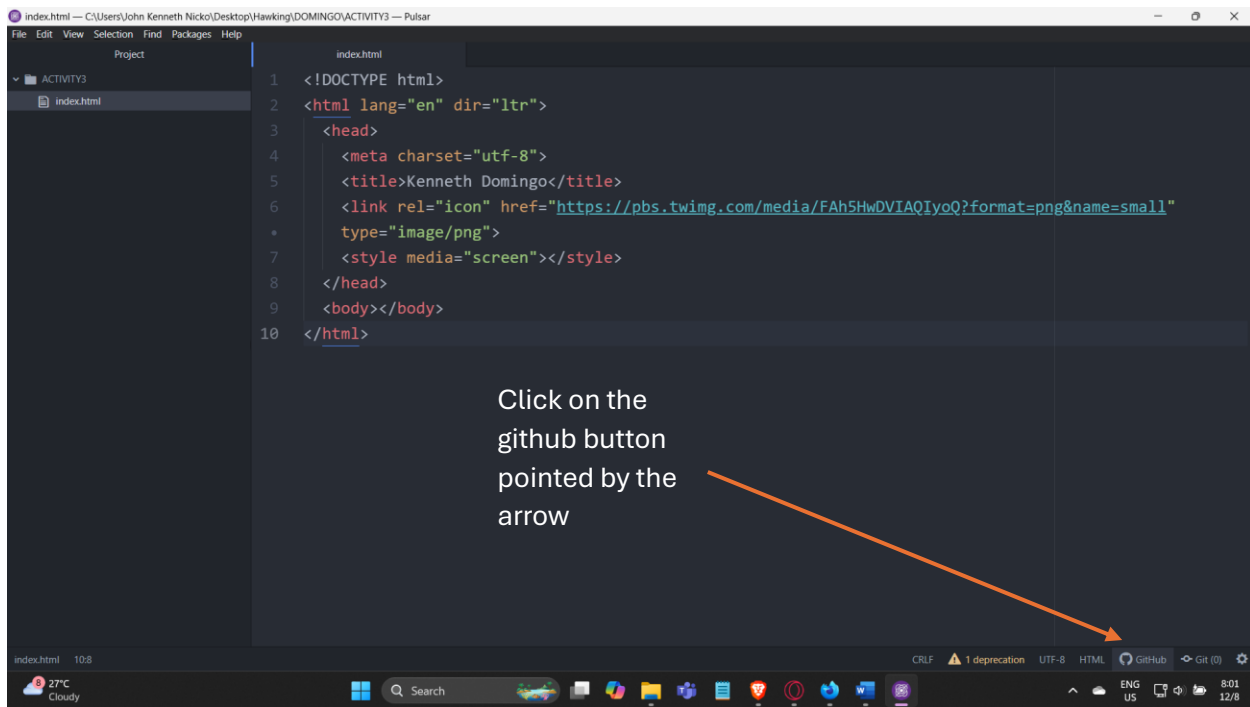 index.html — C:\Users\John Kenneth Nicko\Desktop\Hawking\DOMINGO\ACTIVITY3 — Pulsar
File Edit View Selection Find Packages Help
Project
index.html
ACTIVITY3
index.html
1 <!DOCTYPE html>
2 <html lang="en" dir="ltr">
3 <head>
4 <meta charset="utf-8">
5 <title>Kenneth Domingo</title>
6 <link rel="icon" href="https://pbs.twimg.com/media/FAh5HwDVIAQIyoQ?format=png&name=small"
• type="image/png">
7 <style media="screen"></style>
8 </head>
9 <body></body>
10 </html>
Click on the
github button
pointed by the
arrow
index.html 10:8
CRLF 1 deprecation UTF-8 HTML GitHub Git (0)
8
27°C
Cloudy
Search
ENG
US
8:01
12/8